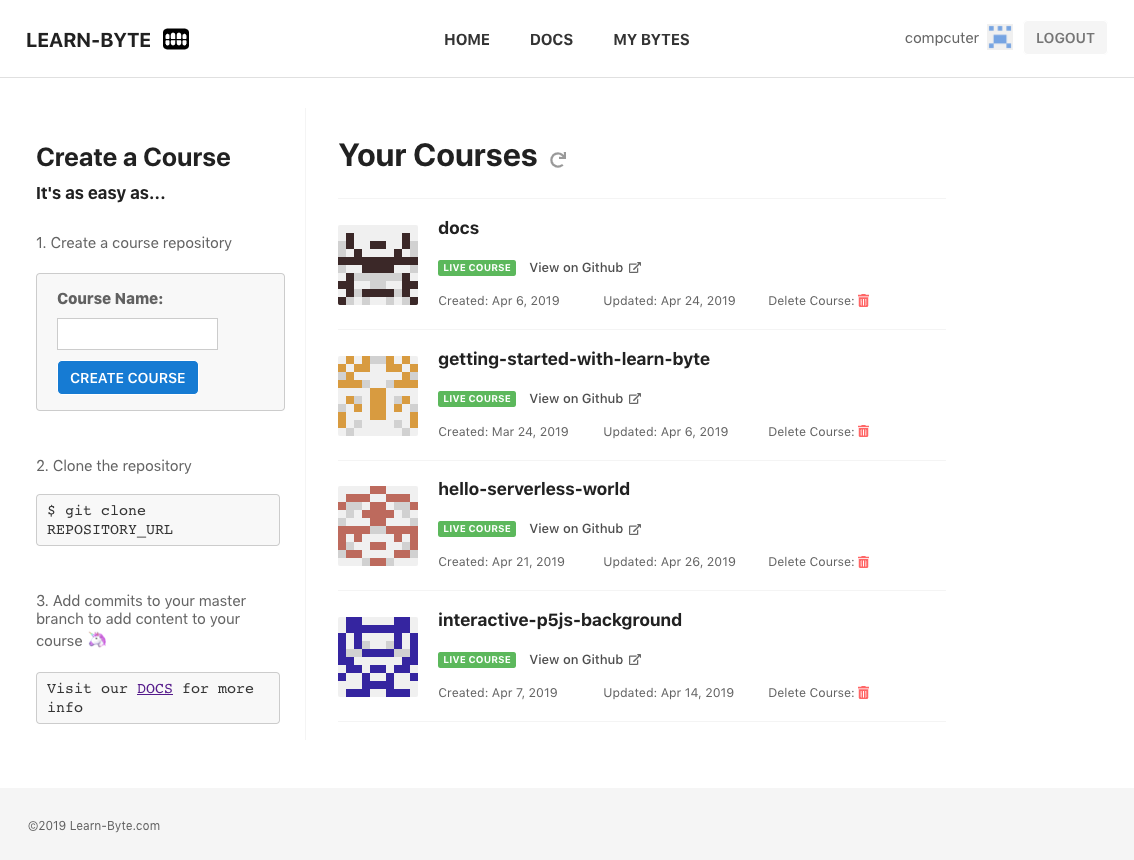 LEARN-BYTE
HOME DOCS MY BYTES
compcuter LOGOUT
Create a Course
It's as easy as...
1. Create a course repository
Course Name:
CREATE COURSE
2. Clone the repository
$ git clone
REPOSITORY_URL
3. Add commits to your master
branch to add content to your
course 🦄
Visit our DOCS for more
info
Your Courses
docs
LIVE COURSE View on Github
Created: Apr 6, 2019 Updated: Apr 24, 2019 Delete Course:
getting-started-with-learn-byte
LIVE COURSE View on Github
Created: Mar 24, 2019 Updated: Apr 6, 2019 Delete Course:
hello-serverless-world
LIVE COURSE View on Github
Created: Apr 21, 2019 Updated: Apr 26, 2019 Delete Course:
interactive-p5js-background
LIVE COURSE View on Github
Created: Apr 7, 2019 Updated: Apr 14, 2019 Delete Course:
©2019 Learn-Byte.com